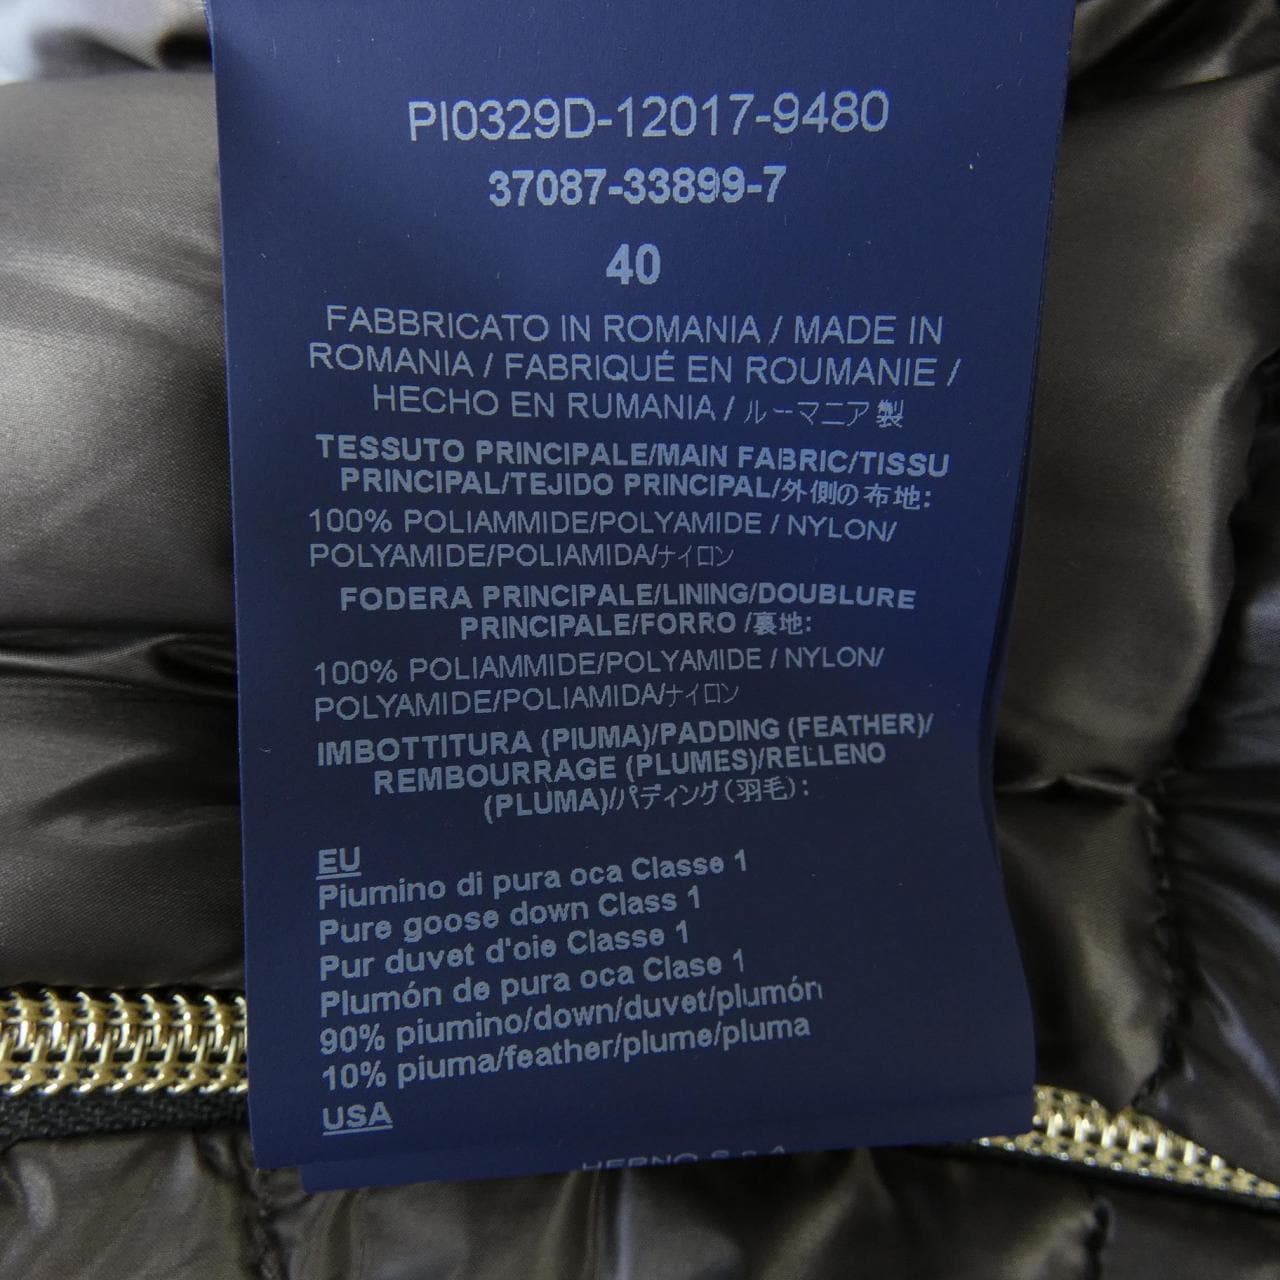 PI0329D-12017-9480
37087-33899-7
40
FABBRICATO IN ROMANIA / MADE IN
ROMANIA / FABRIQUÉ EN ROUMANIE /
HECHO EN RUMANIA / ルーマニア製
TESSUTO PRINCIPALE/MAIN FABRIC/TISSU
PRINCIPAL/TEJIDO PRINCIPAL/外側の布地:
100% POLIAMMIDE/POLYAMIDE / NYLON/
POLYAMIDE/POLIAMIDA/ナイロン
FODERA PRINCIPALE/LINING/DOUBLURE
PRINCIPALE/FORRO /裏地:
100% POLIAMMIDE/POLYAMIDE / NYLON/
POLYAMIDE/POLIAMIDA/ナイロン
IMBOTTITURA (PIUMA)/PADDING (FEATHER)/
REMBOURRAGE (PLUMES)/RELLENO
(PLUMA)/パディング(羽毛):
EU
Piumino di pura oca Classe 1
Pure goose down Class 1
Pur duvet d'oie Classe 1
Plumón de pura oca Clase 1
90% piumino/down/duvet/plumón
10% piuma/feather/plume/pluma
USA
HERNO S.p.A